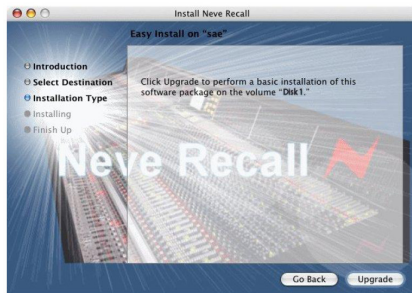 Install Neve Recall
Easy Install on "sae"
Introduction
Select Destination
Installation Type
Installing
Finish Up
Click Upgrade to perform a basic installation of this
software package on the volume "Disk1."
Neve Recall
Go Back
Upgrade